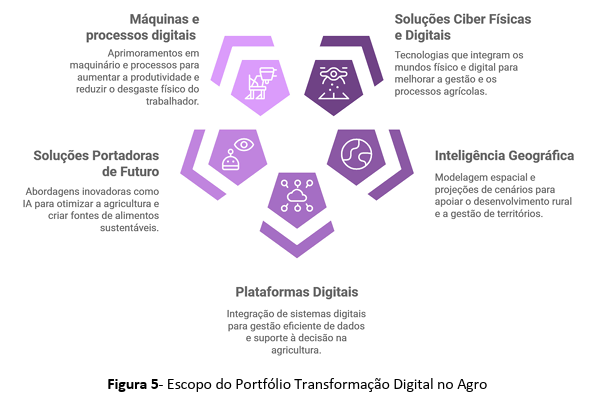 Máquinas e
processos digitais
Aprimoramentos em
maquinário e processos para
aumentar a produtividade e
reduzir o desgaste físico do
trabalhador.
Soluções Ciber Físicas
e Digitais
Tecnologias que integram os
mundos físico e digital para
melhorar a gestão e os
processos agrícolas.
Soluções Portadoras
de Futuro
Abordagens inovadoras como
IA para otimizar a agricultura e
criar fontes de alimentos
sustentáveis.
Inteligência Geográfica
Modelagem espacial e
projeções de cenários para
apoiar o desenvolvimento rural
e a gestão de territórios.
Plataformas Digitais
Integração de sistemas digitais
para gestão eficiente de dados
e suporte à decisão na
agricultura.
Figura 5- Escopo do Portfólio Transformação Digital no Agro